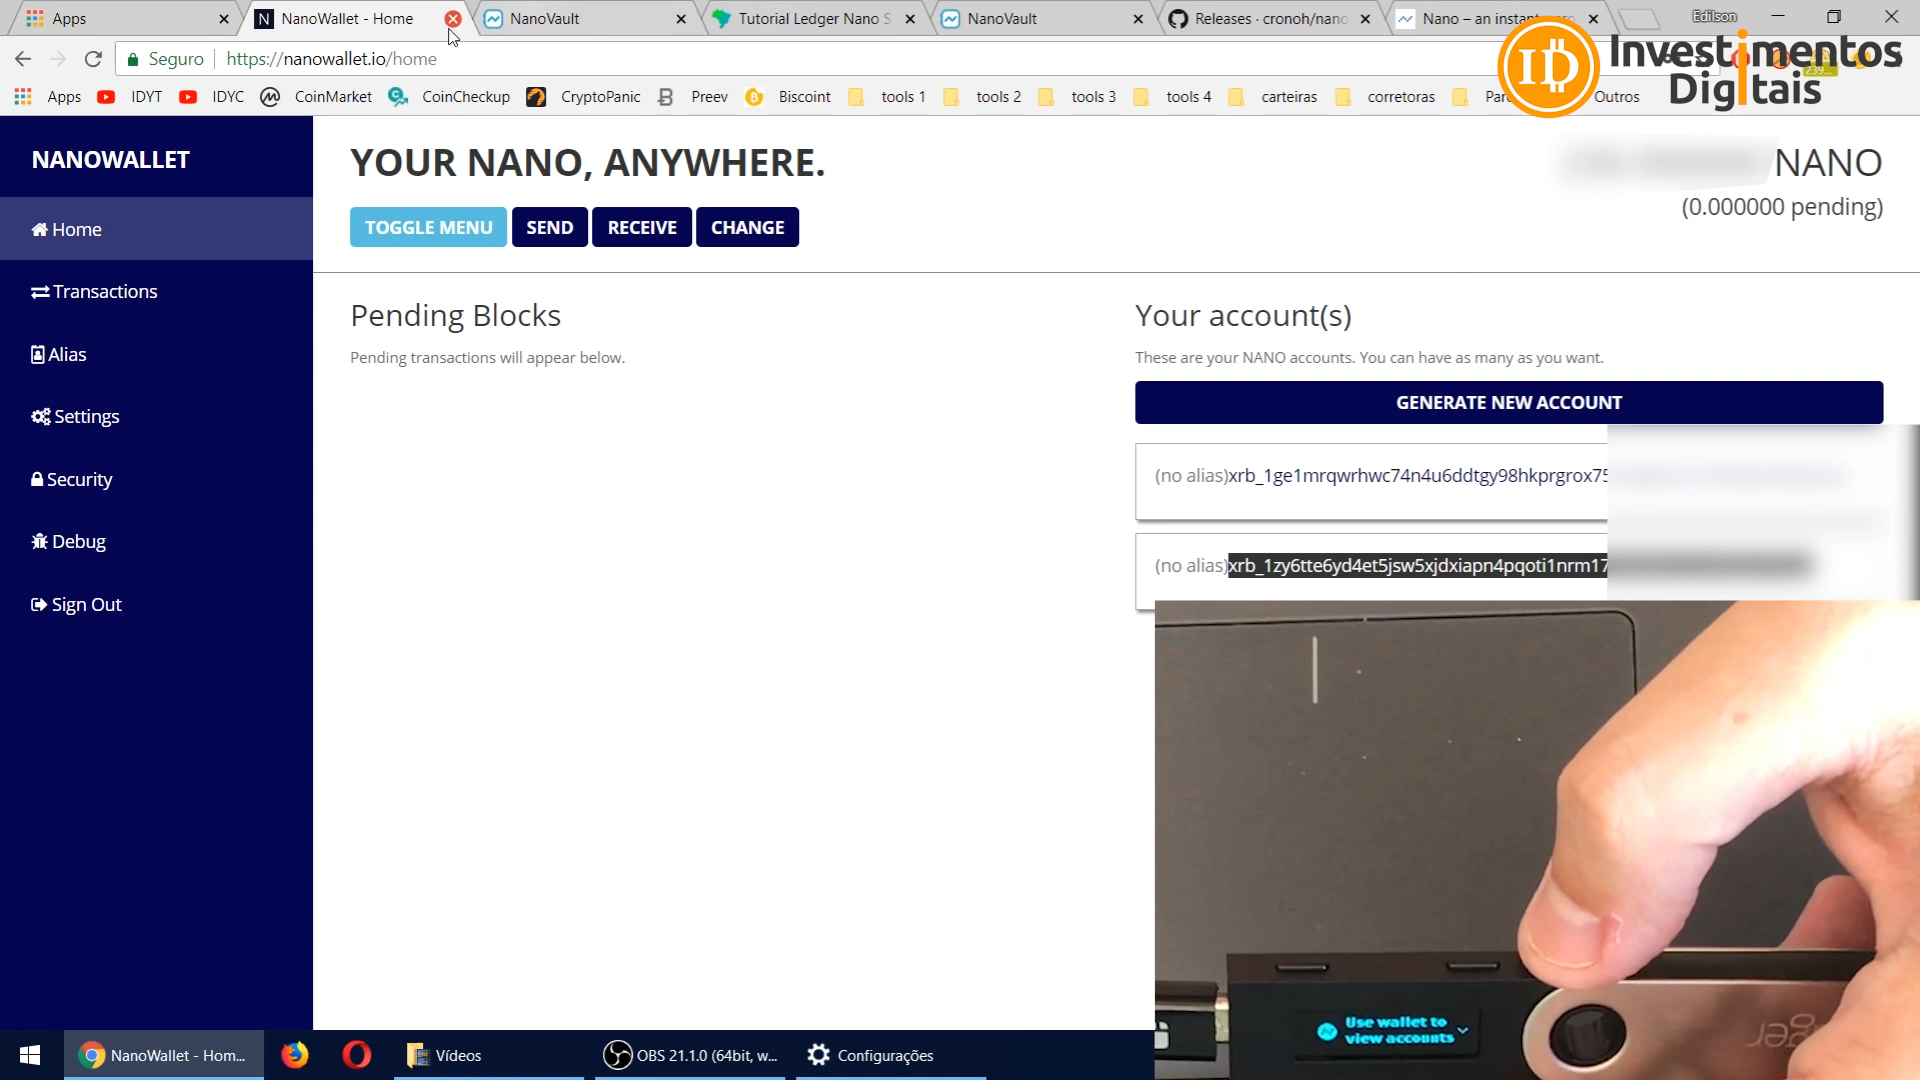 Apps
NanoWallet - Home
NanoVault
Tutorial Ledger Nano S
NanoVault
Releases · cronoh/nano
Nano – an instant
Edilson
Seguro
https://nanowallet.io/home
ID
Investimentos
Digitais
Apps
IDYT
IDYC
CoinMarket
CoinCheckup
CryptoPanic
Preev
Biscoint
tools 1
tools 2
tools 3
tools 4
carteiras
corretoras
Outros
NANOWALLET
Home
Transactions
Alias
Settings
Security
Debug
Sign Out
YOUR NANO, ANYWHERE.
TOGGLE MENU
SEND
RECEIVE
CHANGE
NANO
(0.000000 pending)
Pending Blocks
Pending transactions will appear below.
Your account(s)
These are your NANO accounts. You can have as many as you want.
GENERATE NEW ACCOUNT
(no alias)xrb_1ge1mrqwrhwc74n4u6ddtgy98hkprgrox75
(no alias)xrb_1zy6tte6yd4et5jsw5xjdxiapn4pqoti1nrm17
Use wallet to
view accounts
NanoWallet - Hom...
Vídeos
OBS 21.1.0 (64bit, w...
Configurações